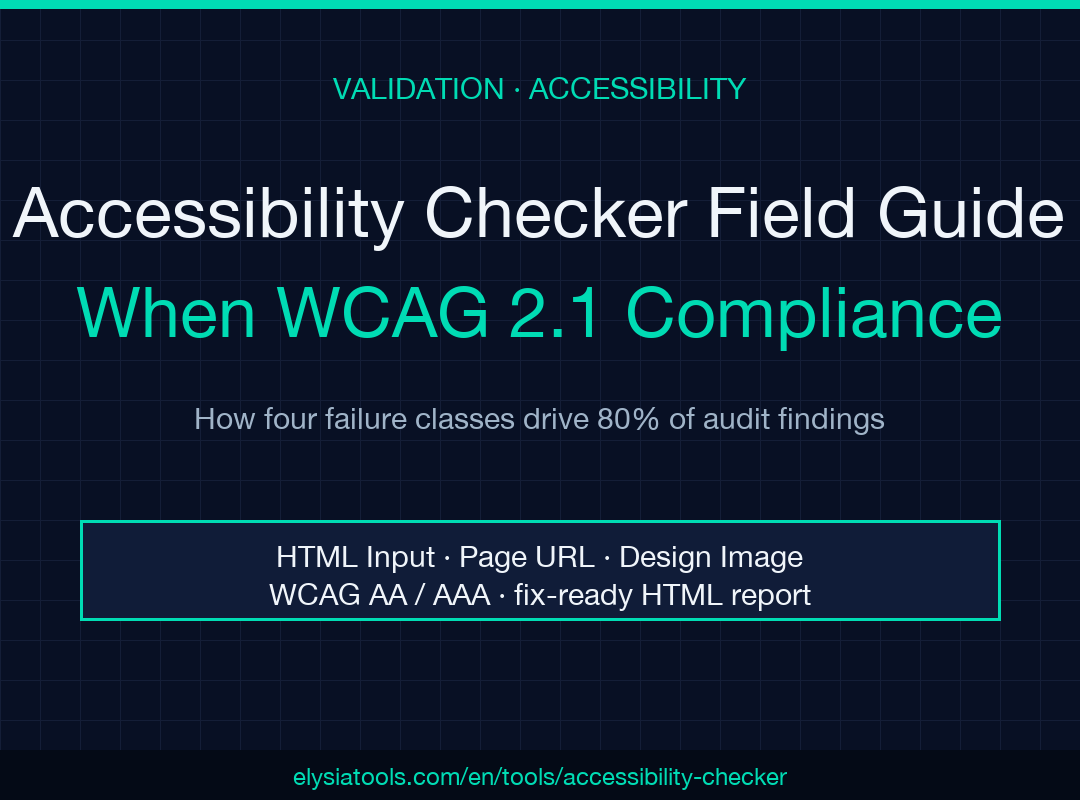 VALIDATION · ACCESSIBILITY
Accessibility Checker Field Guide
When WCAG 2.1 Compliance
How four failure classes drive 80% of audit findings
HTML Input · Page URL · Design Image
WCAG AA / AAA · fix-ready HTML report
elysiatools.com/en/tools/accessibility-checker